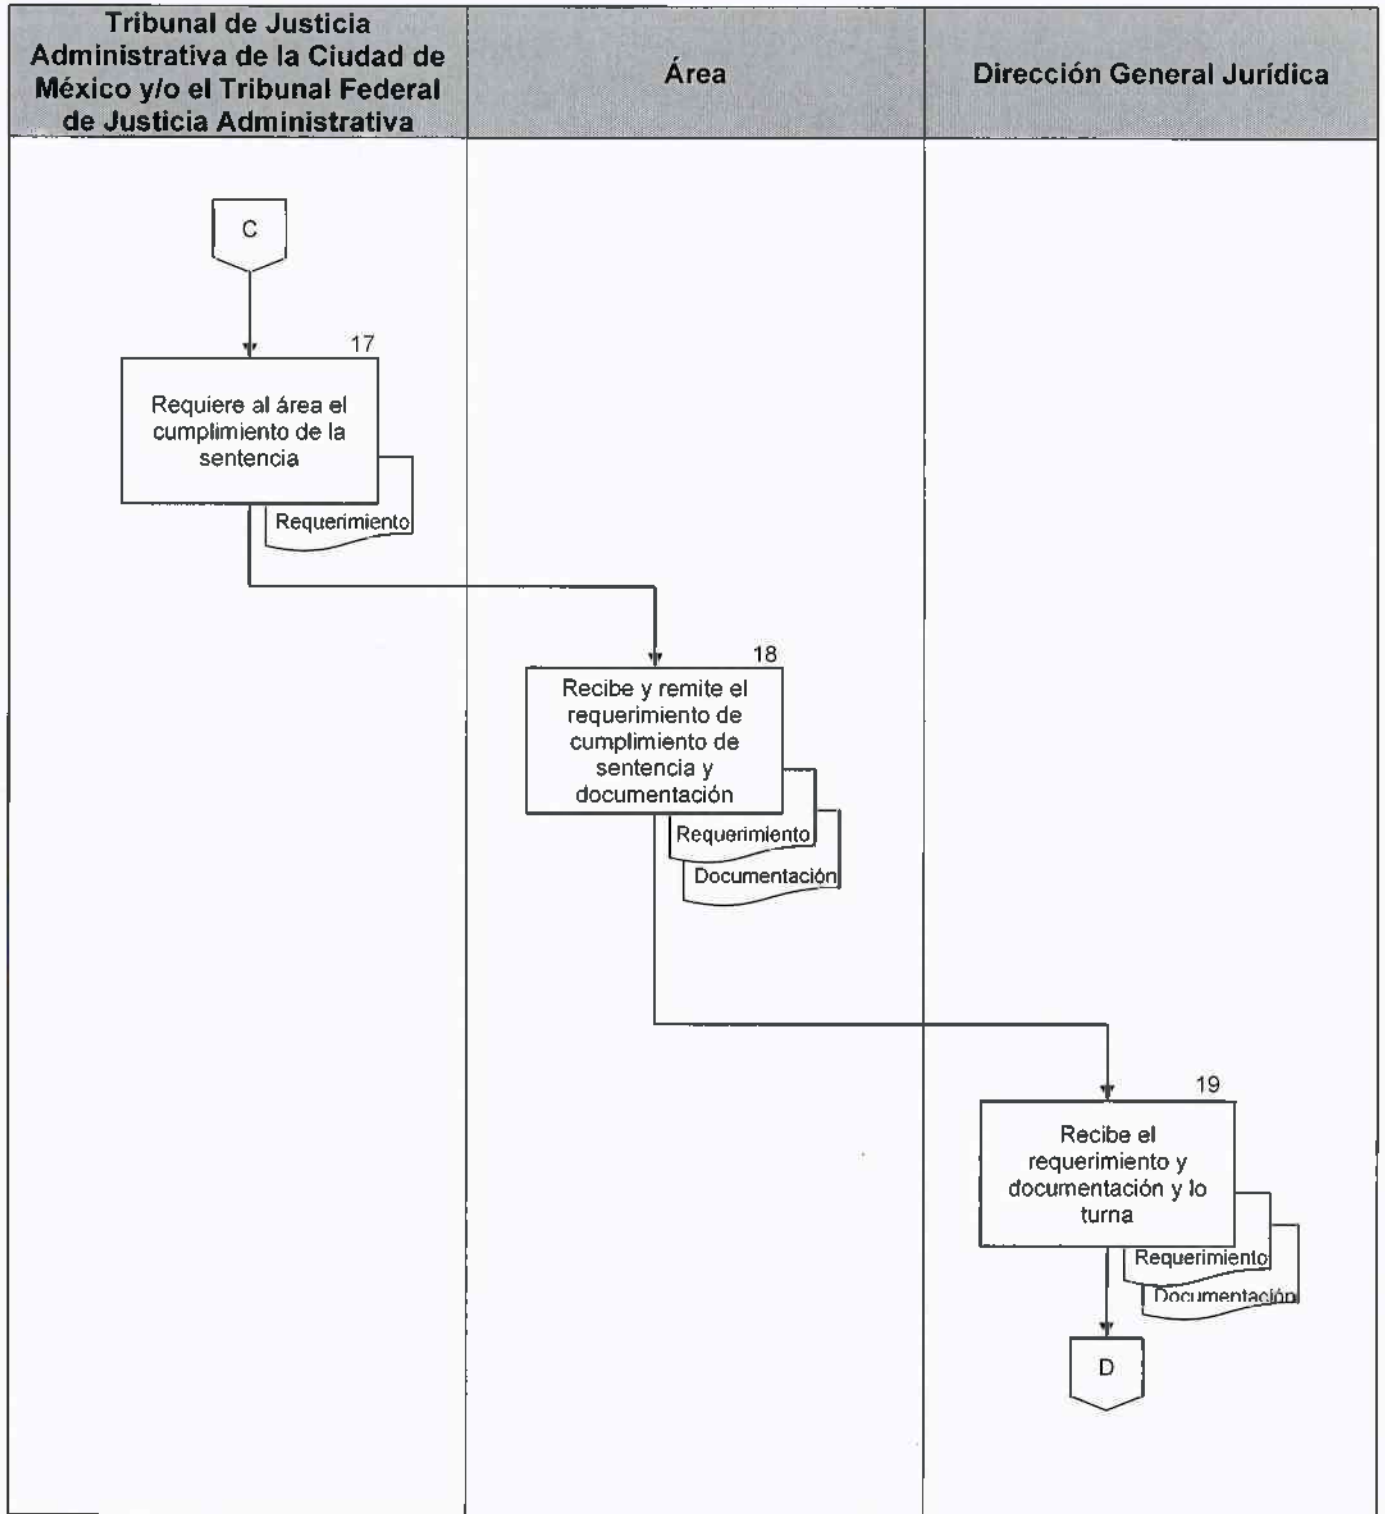 Tribunal de Justicia
Administrativa de la Ciudad de
México y/o el Tribunal Federal
de Justicia Administrativa
Área
Dirección General Jurídica
C
17
Requiere al área el
cumplimiento de la
sentencia
Requerimiento
18
Recibe y remite el
requerimiento de
cumplimiento de
sentencia y
documentación
Requerimiento
Documentación
19
Recibe el
requerimiento y
documentación y lo
turna
Requerimiento
Documentación
D